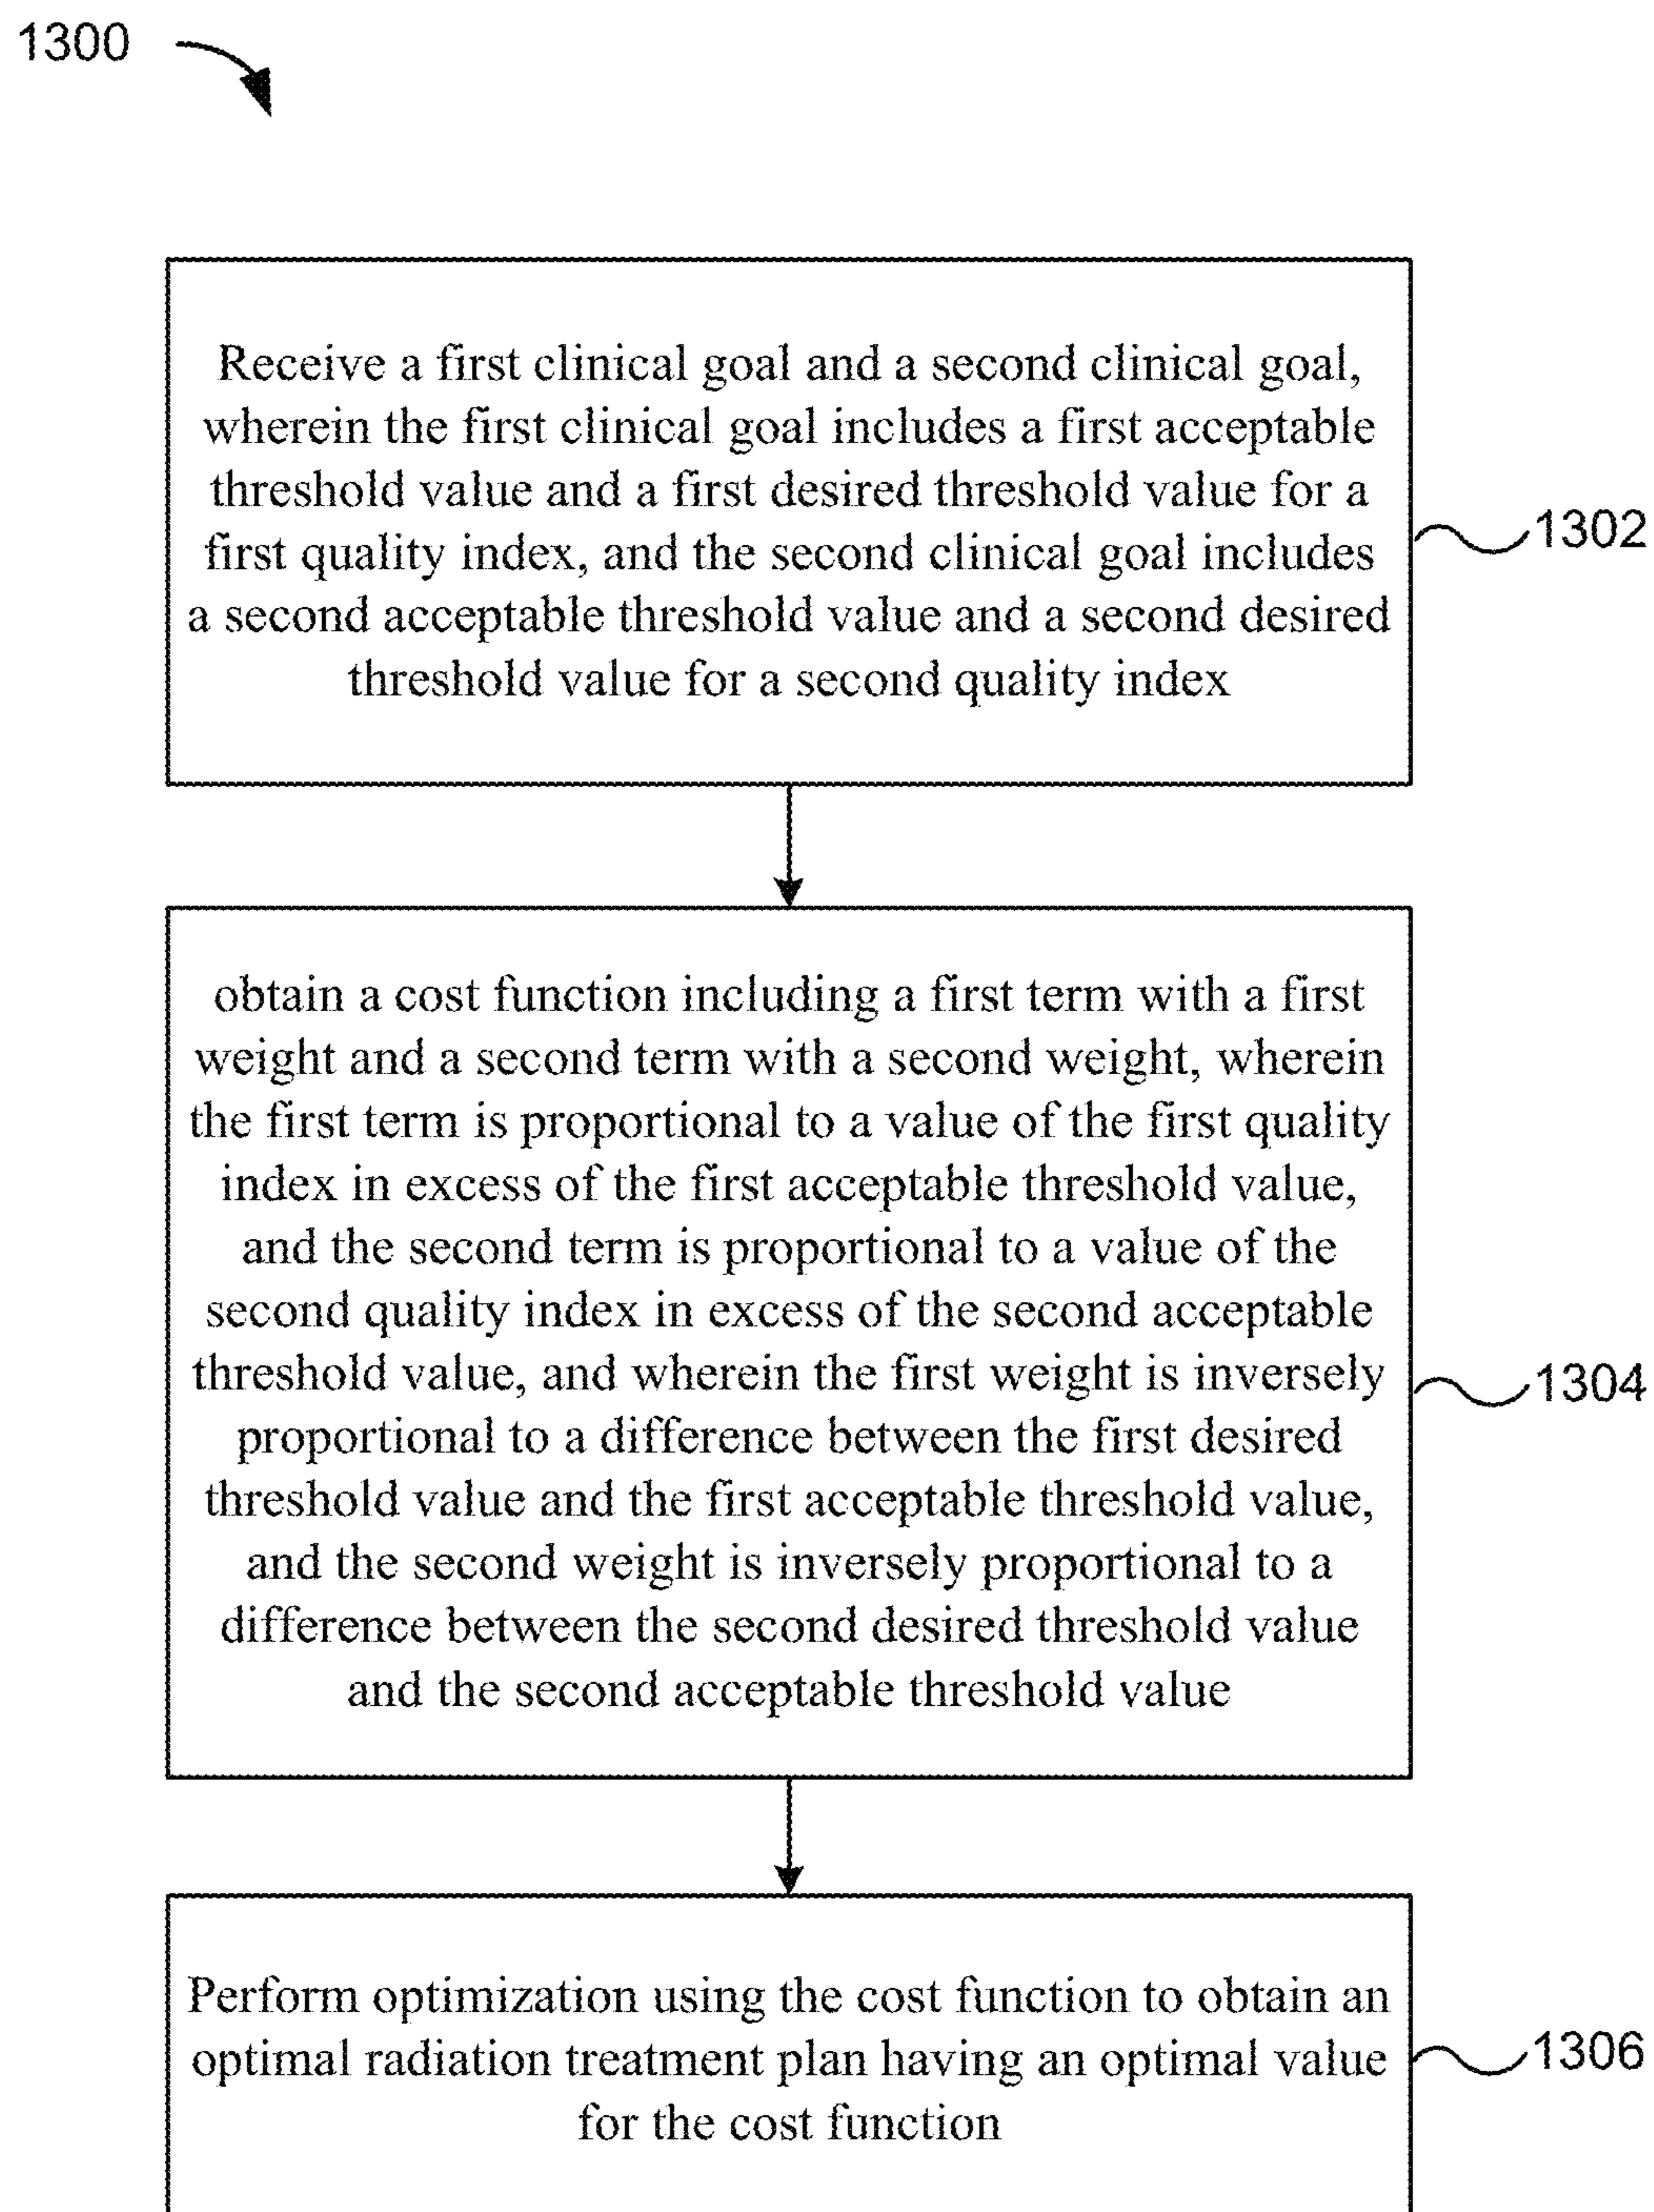 1300
Receive a first clinical goal and a second clinical goal,
wherein the first clinical goal includes a first acceptable
threshold value and a first desired threshold value for a
first quality index, and the second clinical goal includes
a second acceptable threshold value and a second desired
threshold value for a second quality index
1302
obtain a cost function including a first term with a first
weight and a second term with a second weight, wherein
the first term is proportional to a value of the first quality
index in excess of the first acceptable threshold value,
and the second term is proportional to a value of the
second quality index in excess of the second acceptable
threshold value, and wherein the first weight is inversely
proportional to a difference between the first desired
threshold value and the first acceptable threshold value,
and the second weight is inversely proportional to a
difference between the second desired threshold value
and the second acceptable threshold value
1304
Perform optimization using the cost function to obtain an
optimal radiation treatment plan having an optimal value
for the cost function
1306